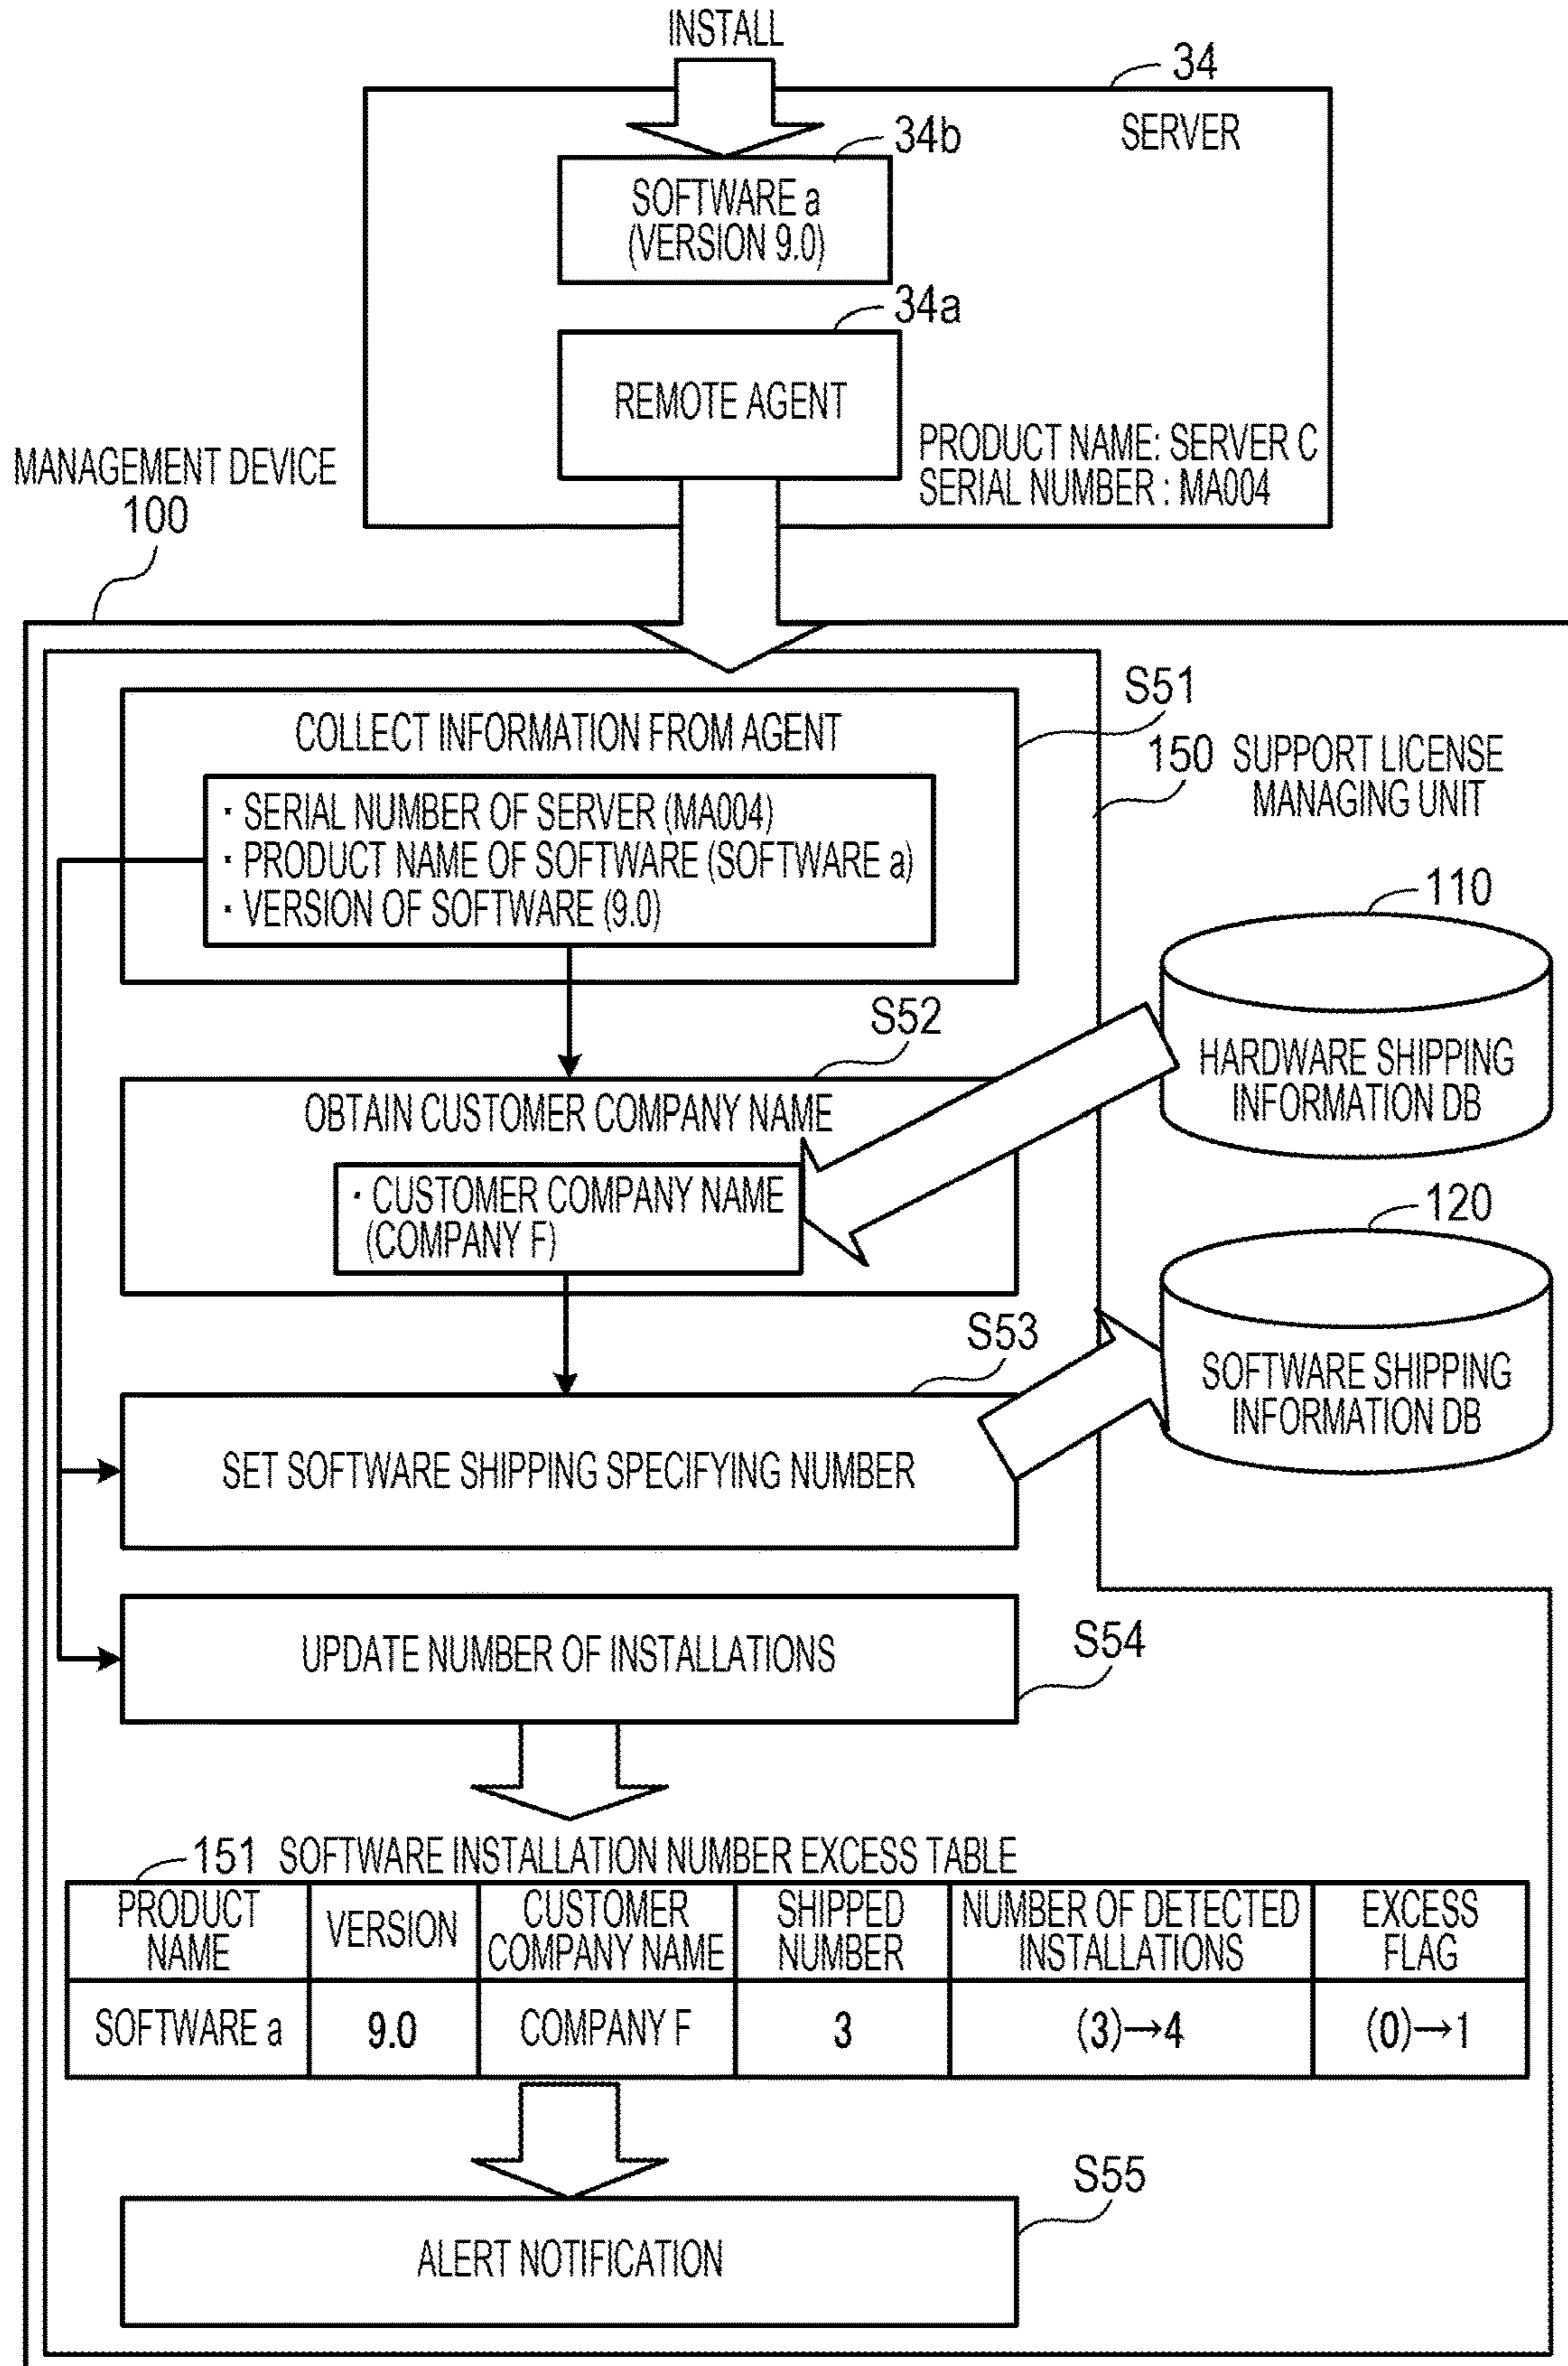 INSTALL
34
SERVER
34b
SOFTWARE a
(VERSION 9.0)
34a
REMOTE AGENT
PRODUCT NAME: SERVER C
SERIAL NUMBER : MA004
MANAGEMENT DEVICE
100
S51
COLLECT INFORMATION FROM AGENT
· SERIAL NUMBER OF SERVER (MA004)
· PRODUCT NAME OF SOFTWARE (SOFTWARE a)
· VERSION OF SOFTWARE (9.0)
150 SUPPORT LICENSE
MANAGING UNIT
110
HARDWARE SHIPPING
INFORMATION DB
S52
OBTAIN CUSTOMER COMPANY NAME
· CUSTOMER COMPANY NAME
(COMPANY F)
120
SOFTWARE SHIPPING
INFORMATION DB
S53
SET SOFTWARE SHIPPING SPECIFYING NUMBER
UPDATE NUMBER OF INSTALLATIONS
S54
151 SOFTWARE INSTALLATION NUMBER EXCESS TABLE
PRODUCT
NAME
VERSION
CUSTOMER
COMPANY NAME
SHIPPED
NUMBER
NUMBER OF DETECTED
INSTALLATIONS
EXCESS
FLAG
SOFTWARE a
9.0
COMPANY F
3
(3)→4
(0)→1
S55
ALERT NOTIFICATION